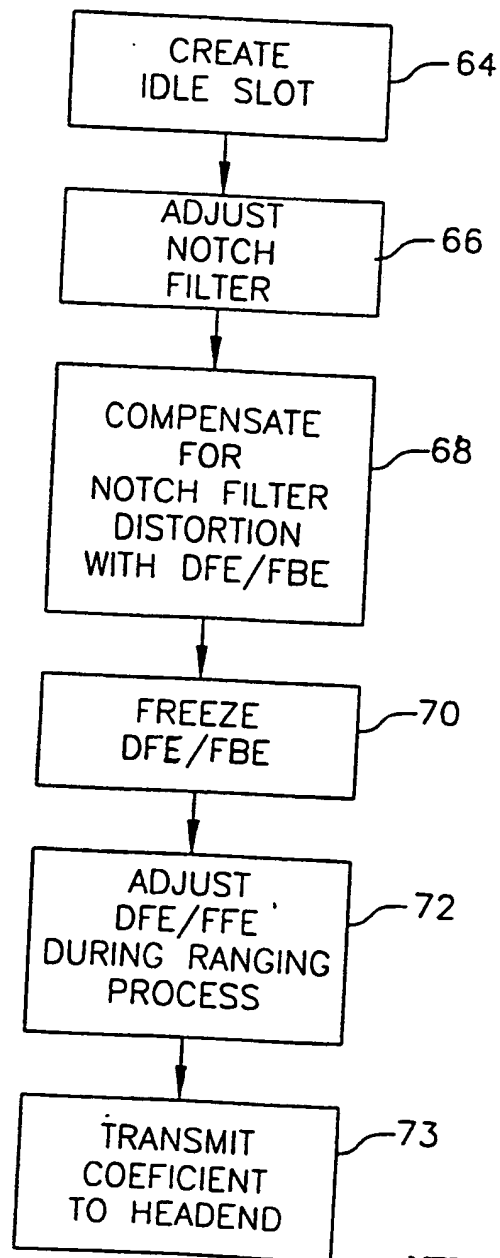 CREATE
IDLE SLOT
64
ADJUST
NOTCH
FILTER
66
COMPENSATE
FOR
NOTCH FILTER
DISTORTION
WITH DFE/FBE
68
FREEZE
DFE/FBE
70
ADJUST
DFE/FFE
DURING RANGING
PROCESS
72
TRANSMIT
COEFICIENT
TO HEADEND
73